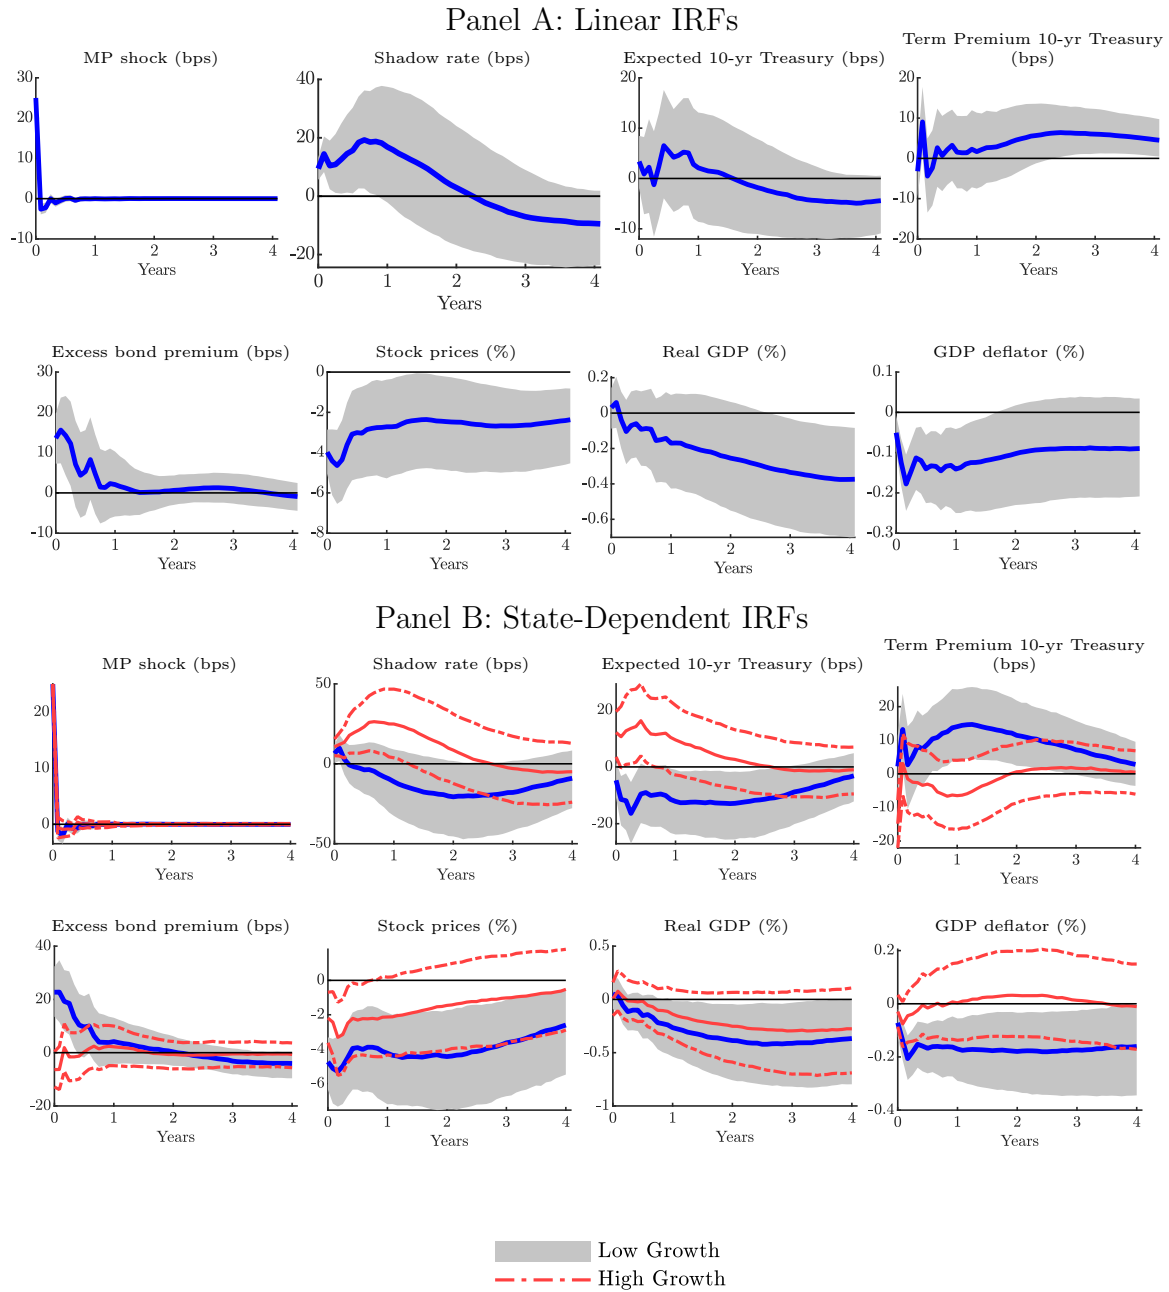 Panel A: Linear IRFs
MP shock (bps)
30
20
10
0
-10
0 1 2 3 4
Years
Shadow rate (bps)
40
20
0
-20
0 1 2 3 4
Years
Expected 10-yr Treasury (bps)
20
10
0
-10
0 1 2 3 4
Years
Term Premium 10-yr Treasury
(bps)
20
10
0
-10
-20
0 1 2 3 4
Years
Excess bond premium (bps)
30
20
10
0
-10
0 1 2 3 4
Years
Stock prices (%)
0
-2
-4
-6
-8
0 1 2 3 4
Years
Real GDP (%)
0.2
0
-0.2
-0.4
-0.6
0 1 2 3 4
Years
GDP deflator (%)
0.1
0
-0.1
-0.2
-0.3
0 1 2 3 4
Years
Panel B: State-Dependent IRFs
MP shock (bps)
20
10
0
0 1 2 3 4
Years
Shadow rate (bps)
50
0
-50
0 1 2 3 4
Years
Expected 10-yr Treasury (bps)
20
0
-20
0 1 2 3 4
Years
Term Premium 10-yr Treasury
(bps)
20
10
0
-10
-20
0 1 2 3 4
Years
Excess bond premium (bps)
40
20
0
-20
0 1 2 3 4
Years
Stock prices (%)
0
-2
-4
-6
0 1 2 3 4
Years
Real GDP (%)
0.5
0
-0.5
-1
0 1 2 3 4
Years
GDP deflator (%)
0.2
0
-0.2
-0.4
0 1 2 3 4
Years
Low Growth
High Growth